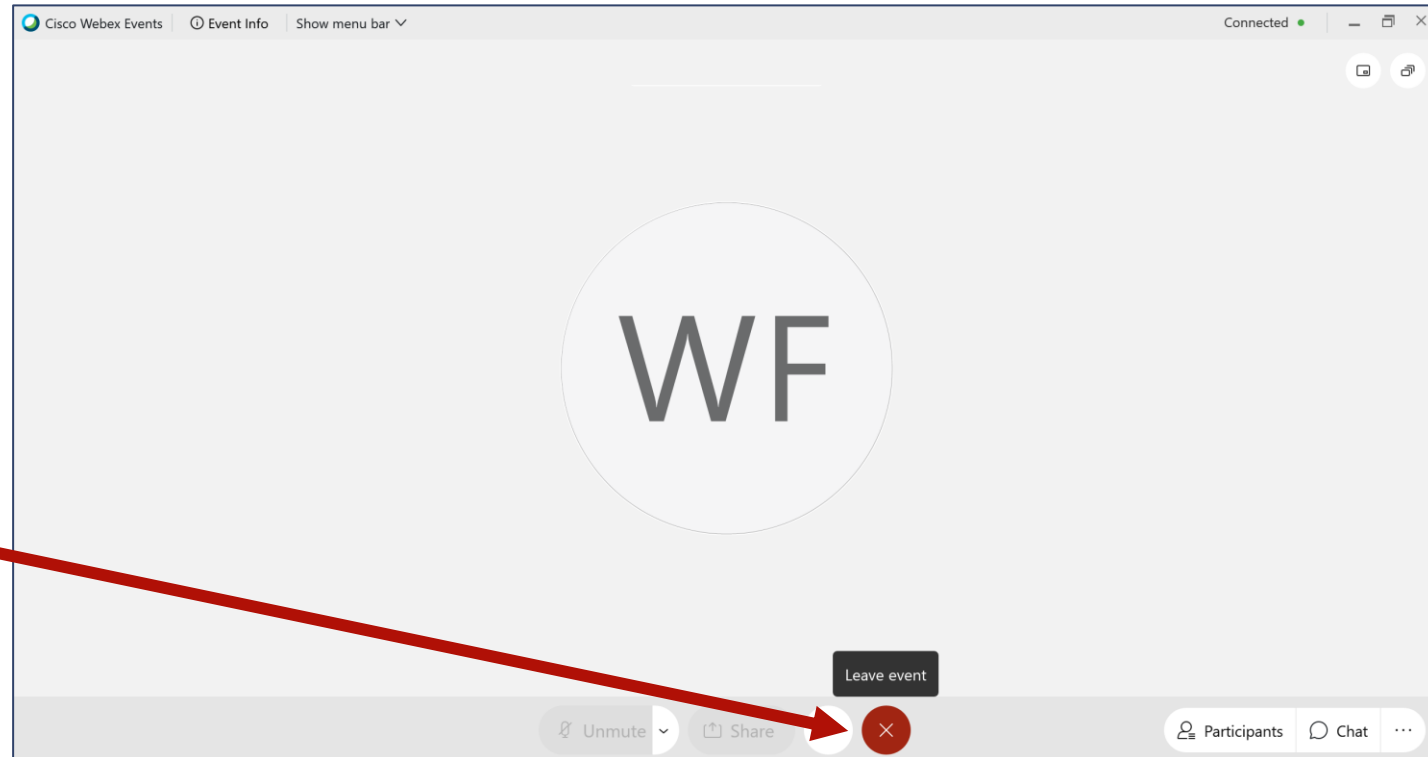 Cisco Webex Events Event Info Show menu bar Connected
WF
Leave event
Unmute Share Participants Chat ...